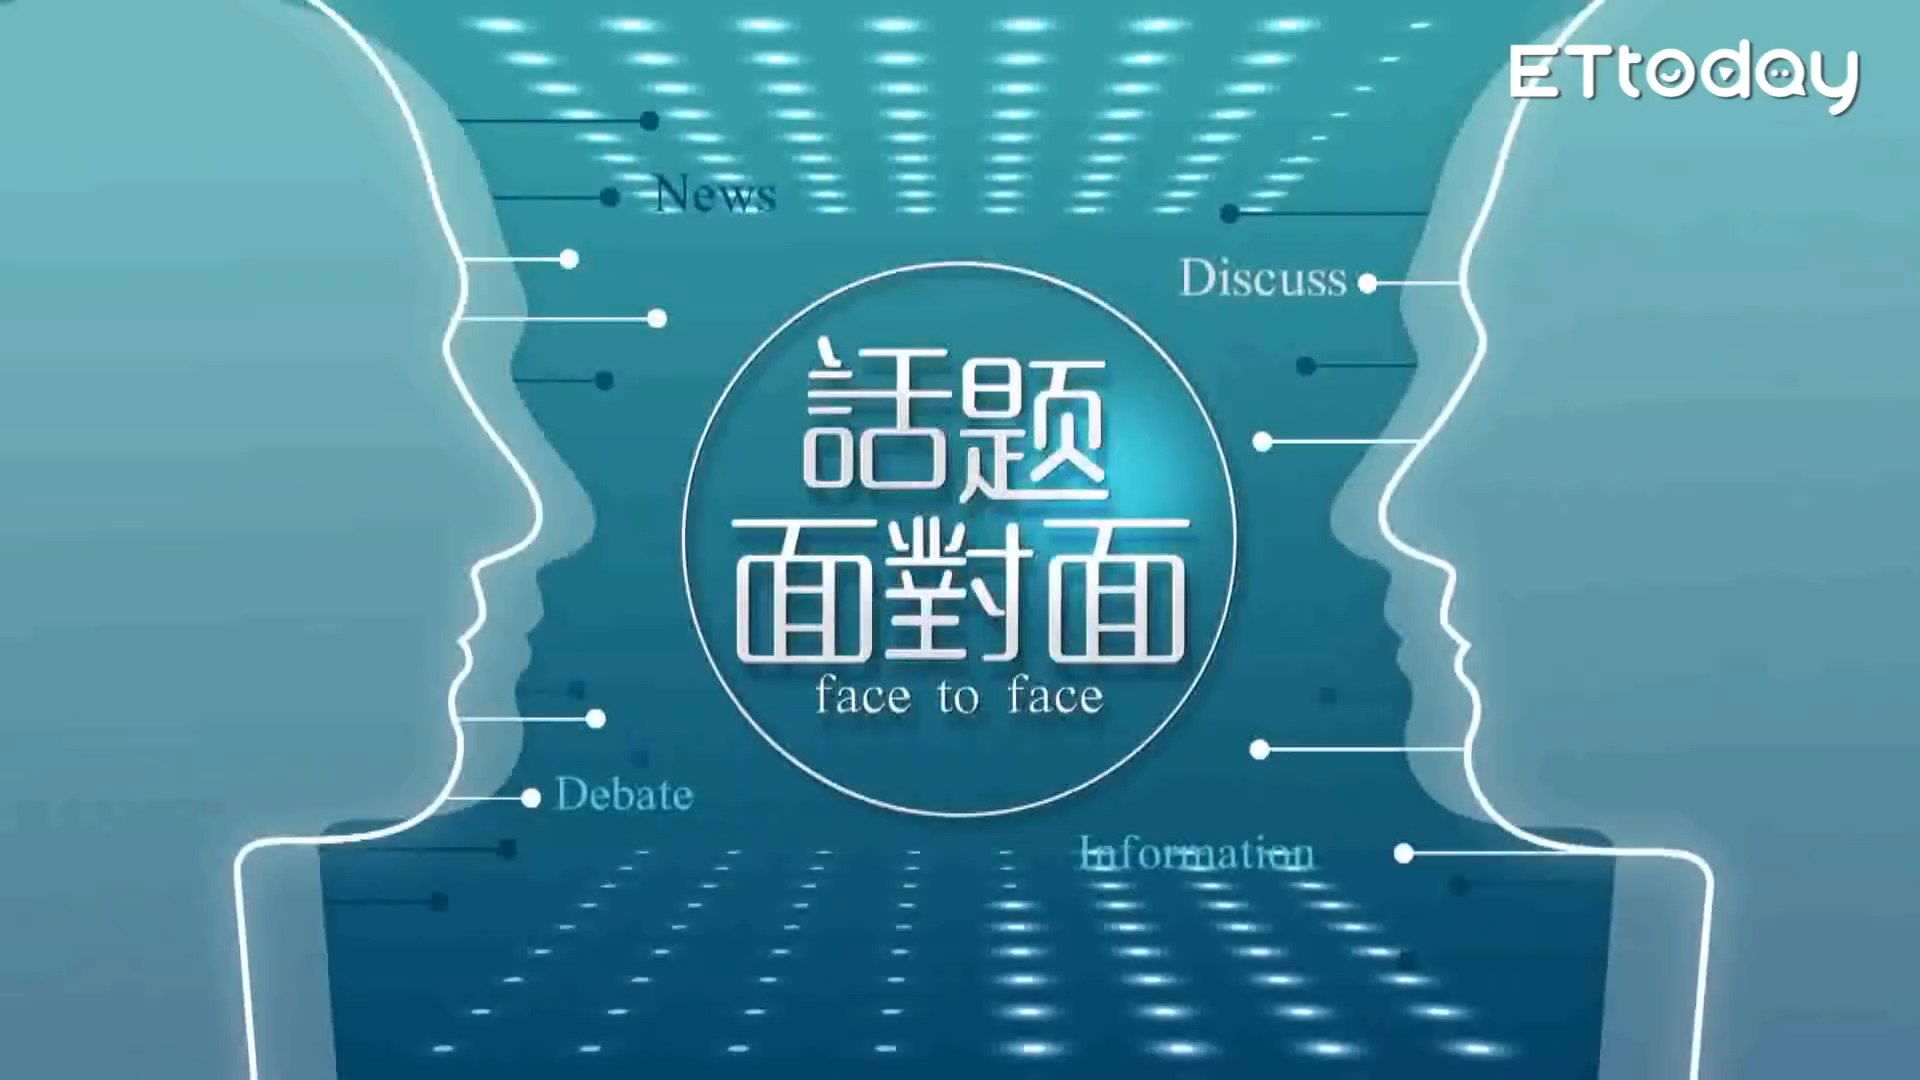 ETtoday
News
Discuss
話題
面對面
face to face
Debate
Information